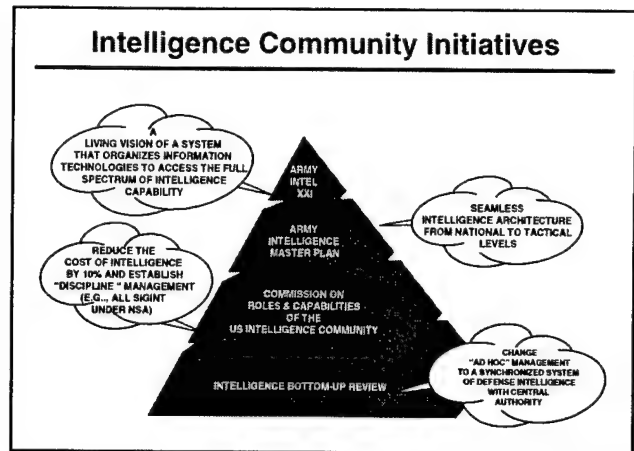 Intelligence Community Initiatives
A
LIVING VISION OF A SYSTEM
THAT ORGANIZES INFORMATION
TECHNOLOGIES TO ACCESS THE FULL
SPECTRUM OF INTELLIGENCE
CAPABILITY
ARMY
INTEL
XXI
SEAMLESS
INTELLIGENCE ARCHITECTURE
FROM NATIONAL TO TACTICAL
LEVELS
ARMY
INTELLIGENCE
MASTER PLAN
REDUCE THE
COST OF INTELLIGENCE
BY 10% AND ESTABLISH
"DISCIPLINE" MANAGEMENT
(E.G., ALL SIGINT
UNDER NSA)
COMMISSION ON
ROLES & CAPABILITIES
OF THE
US INTELLIGENCE COMMUNITY
CHANGE
"AD HOC" MANAGEMENT
TO A SYNCHRONIZED SYSTEM
OF DEFENSE INTELLIGENCE
WITH CENTRAL
AUTHORITY
INTELLIGENCE BOTTOM-UP REVIEW